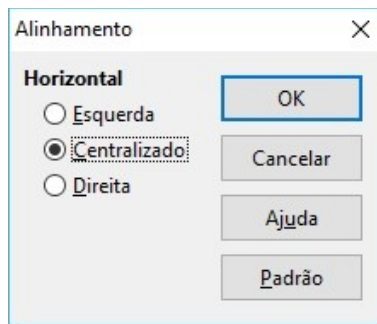 Alinhamento
Horizontal
Esquerda
Centralizado
Direita
OK
Cancelar
Ajuda
Padrão